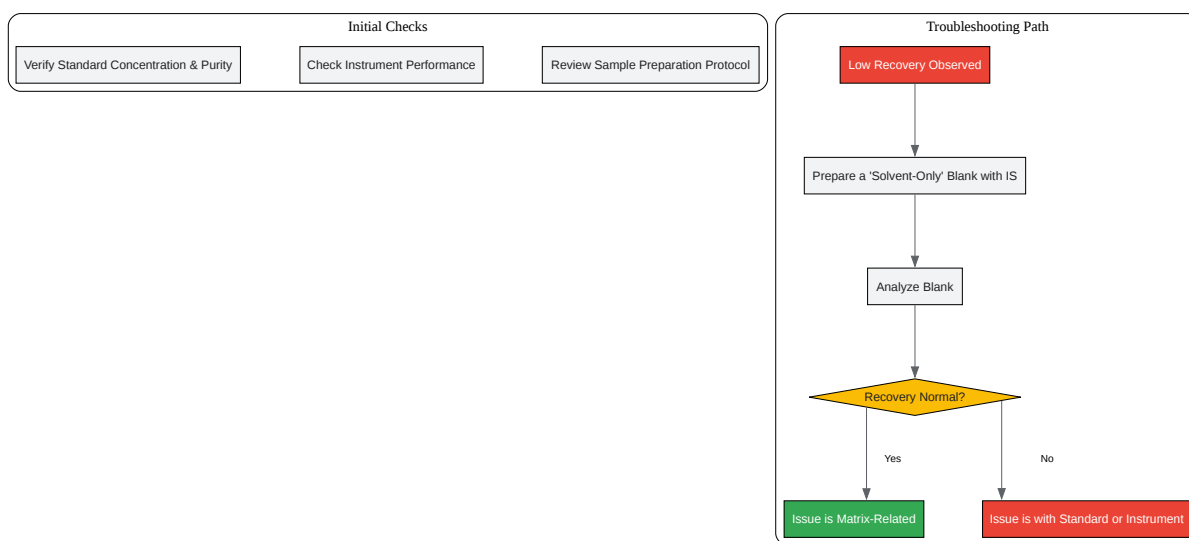 Initial Checks
Verify Standard Concentration & Purity
Check Instrument Performance
Review Sample Preparation Protocol
Troubleshooting Path
Low Recovery Observed
Prepare a 'Solvent-Only' Blank with IS
Analyze Blank
Recovery Normal?
Yes
No
Issue is Matrix-Related
Issue is with Standard or Instrument